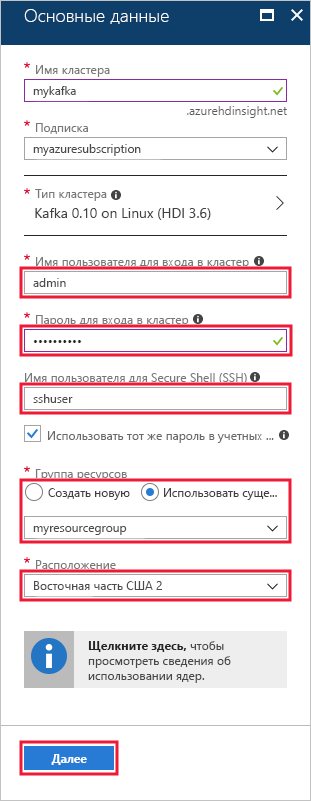 Основные данные
* Имя кластера
mykafka
.azurehdinsight.net
* Подписка
myazuresubscription
* Тип кластера
Kafka 0.10 on Linux (HDI 3.6)
* Имя пользователя для входа в кластер
admin
* Пароль для входа в кластер
••••••••••
Имя пользователя для Secure Shell (SSH)
sshuser
Использовать тот же пароль в учетных ...
* Группа ресурсов
Создать новую Использовать суще...
myresourcegroup
* Расположение
Восточная часть США 2
Щелкните здесь, чтобы
просмотреть сведения об
использовании ядер.
Далее